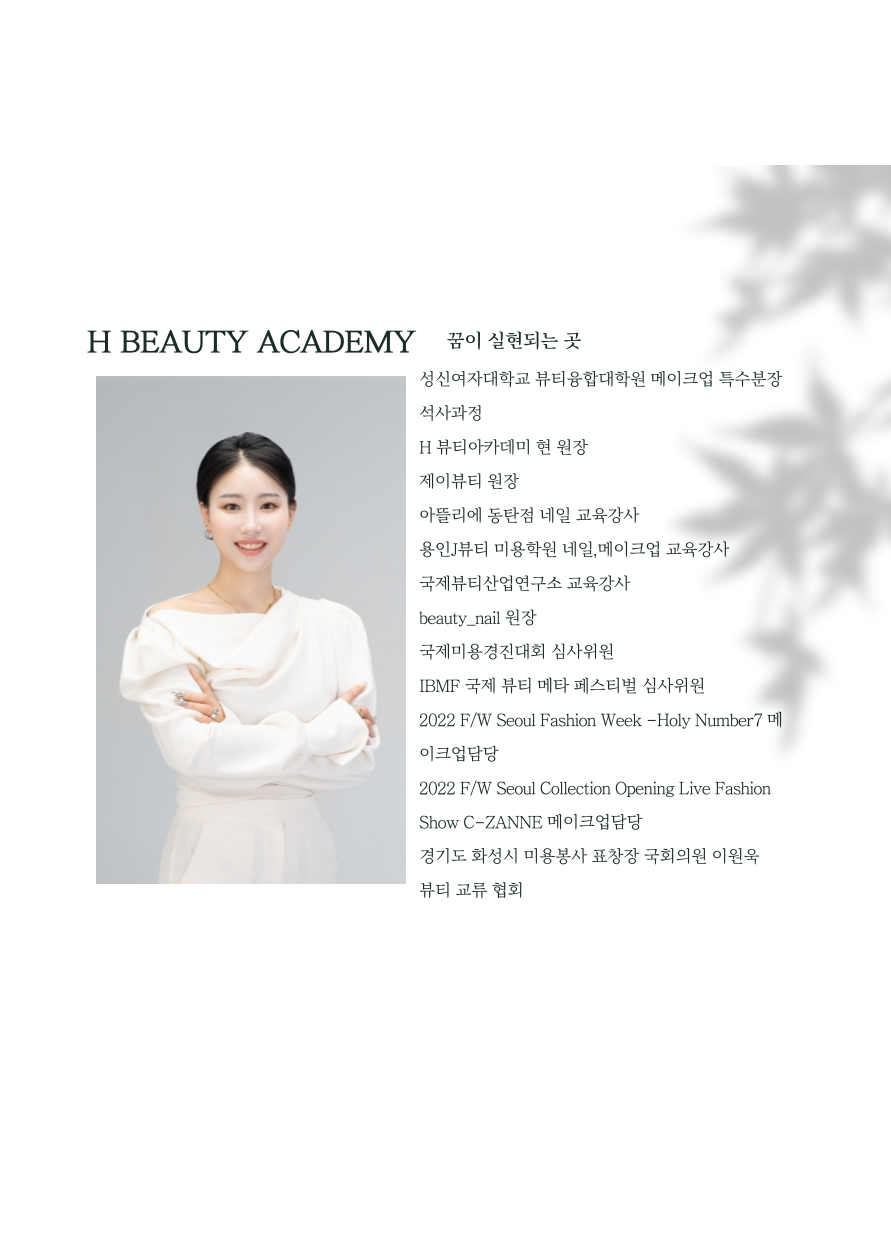 H BEAUTY ACADEMY 꿈이 실현되는 곳
성신여자대학교 뷰티융합대학원 메이크업 특수분장
석사과정
H 뷰티아카데미 현 원장
제이뷰티 원장
아뜰리에 동탄점 네일 교육강사
용인J뷰티 미용학원 네일,메이크업 교육강사
국제뷰티산업연구소 교육강사
beauty_nail 원장
국제미용경진대회 심사위원
IBMF 국제 뷰티 메타 페스티벌 심사위원
2022 F/W Seoul Fashion Week -Holy Number7 메
이크업담당
2022 F/W Seoul Collection Opening Live Fashion
Show C-ZANNE 메이크업담당
경기도 화성시 미용봉사 표창장 국회의원 이원욱
뷰티 교류 협회